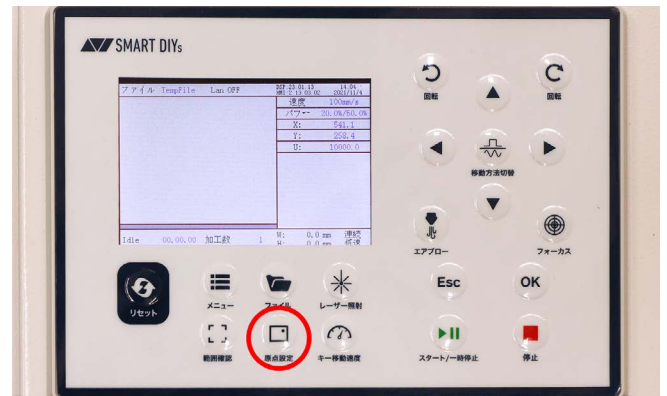 SMART DIYs
ファイル TempFile Lan OFF
14:04
2021/11/4
速度 100mm/s
パワー 20.0%/50.0%
X: 541.1
Y: 258.4
U: 10000.0
Idle 00.00.00 加工数 1
W: 0.0 mm 連続
H: 0.0 mm 低速
回転
回転
移動方法切替
エアブロー
フォーカス
リセット
メニュー
ファイル
レーザー照射
Esc
OK
範囲確認
原点設定
キー移動速度
スタート/一時停止
停止